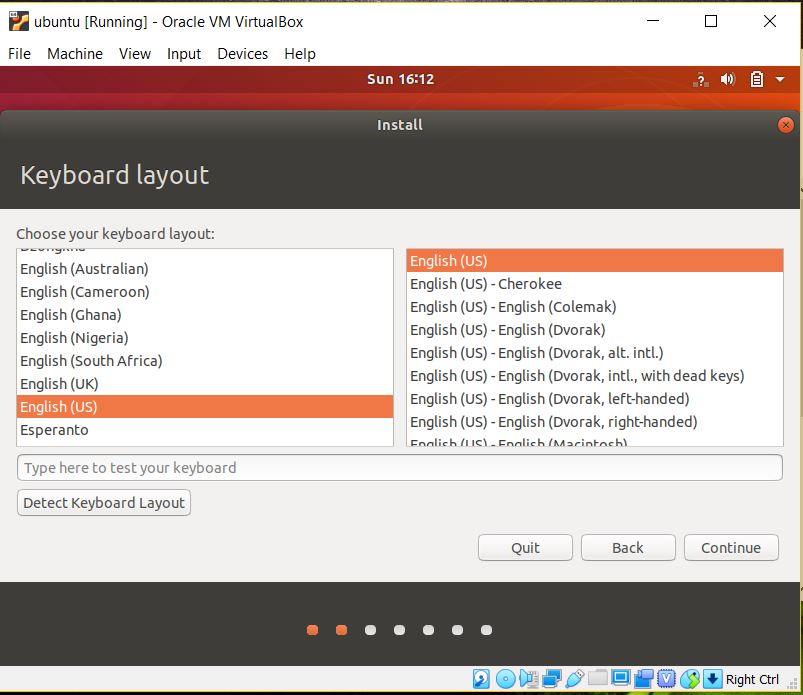 ubuntu [Running] - Oracle VM VirtualBox
File Machine View Input Devices Help
Sun 16:12
Install
Keyboard layout
Choose your keyboard layout:
Dzongkha
English (Australian)
English (Cameroon)
English (Ghana)
English (Nigeria)
English (South Africa)
English (UK)
English (US)
Esperanto
English (US)
English (US) - Cherokee
English (US) - English (Colemak)
English (US) - English (Dvorak)
English (US) - English (Dvorak, alt. intl.)
English (US) - English (Dvorak, intl., with dead keys)
English (US) - English (Dvorak, left-handed)
English (US) - English (Dvorak, right-handed)
English (US) - English (Macintosh)
Type here to test your keyboard
Detect Keyboard Layout
Quit Back Continue
Right Ctrl